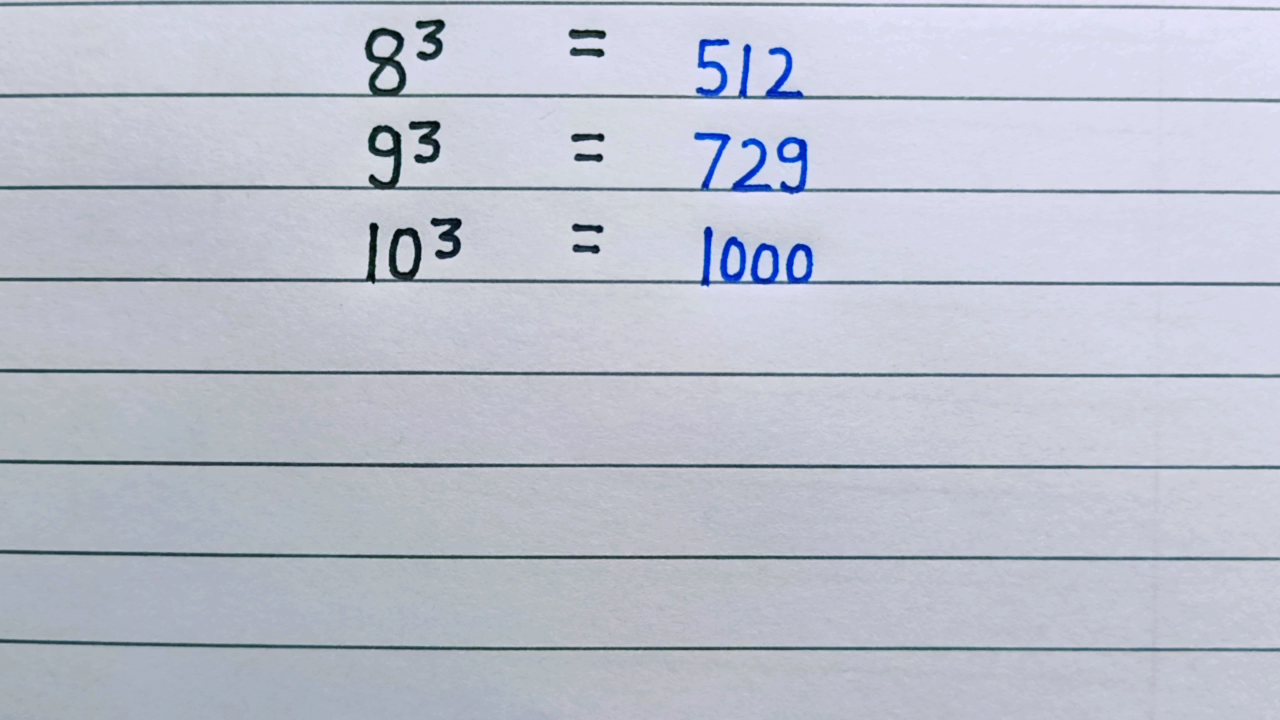 8³ = 512
9³ = 729
10³ = 1000